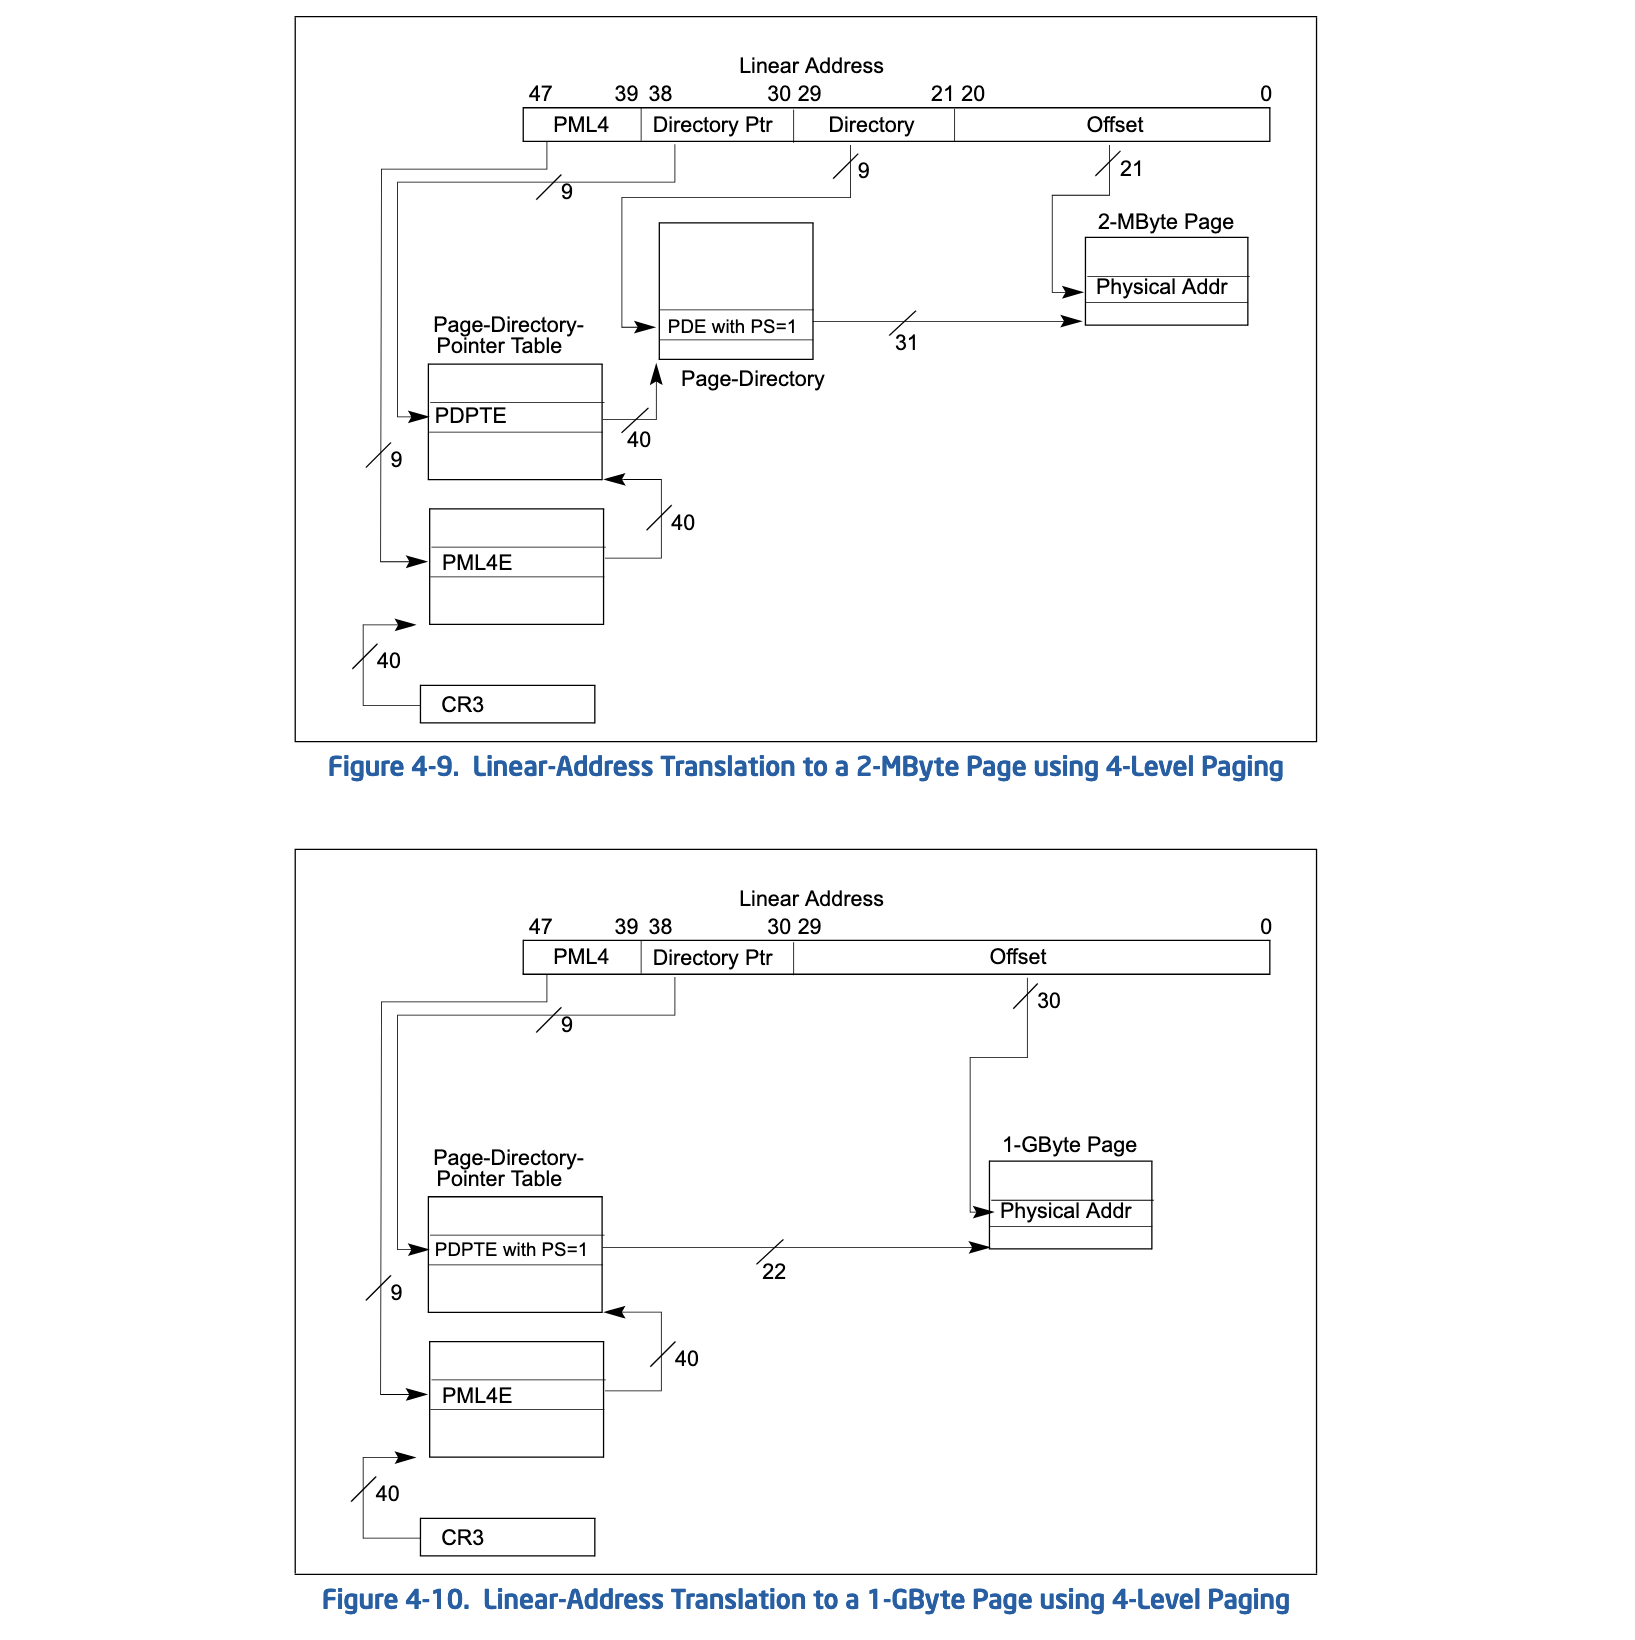 Linear Address
47 39 38 30 29 21 20 0
PML4 Directory Ptr Directory Offset
9 9 21
2-MByte Page
Physical Addr
PDE with PS=1
31
Page-Directory-
Pointer Table
Page-Directory
PDPTE
40
9
40
PML4E
40
CR3
Figure 4-9. Linear-Address Translation to a 2-MByte Page using 4-Level Paging
Linear Address
47 39 38 30 29 0
PML4 Directory Ptr Offset
9 30
1-GByte Page
Page-Directory-
Pointer Table
Physical Addr
PDPTE with PS=1
22
9
40
PML4E
40
CR3
Figure 4-10. Linear-Address Translation to a 1-GByte Page using 4-Level Paging